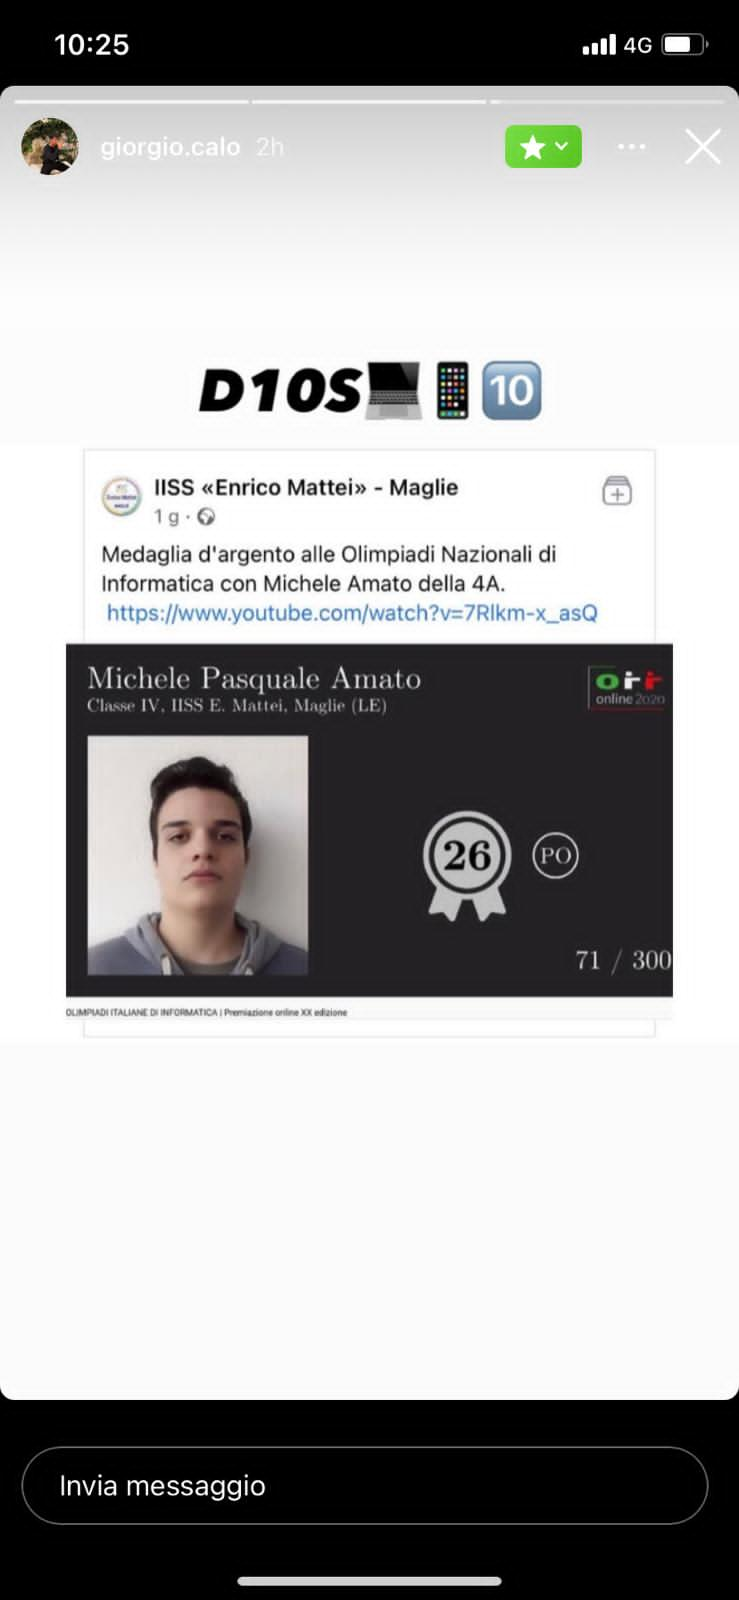 10:25
4G
giorgio.calo 2h
D10S💻📱🔟
IISS «Enrico Mattei» - Maglie
1 g ·
Medaglia d'argento alle Olimpiadi Nazionali di
Informatica con Michele Amato della 4A.
https://www.youtube.com/watch?v=7Rlkm-x_asQ
Michele Pasquale Amato
Classe IV, IISS E. Mattei, Maglie (LE)
oii
online2020
26
PO
71 / 300
OLIMPIADI ITALIANE DI INFORMATICA | Premiazione online XX edizione
Invia messaggio